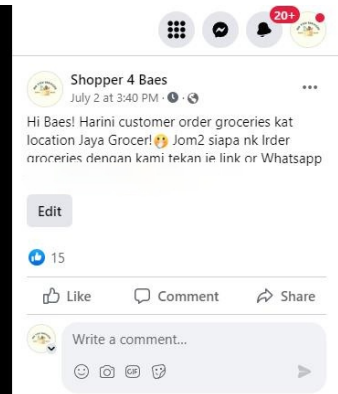 20+
Shopper 4 Baes
July 2 at 3:40 PM
Hi Baes! Harini customer order groceries kat
location Jaya Grocer! Jom2 siapa nk Irder
groceries dengan kami tekan je link or Whatsapp
Edit
15
Like Comment Share
Write a comment...
GIF